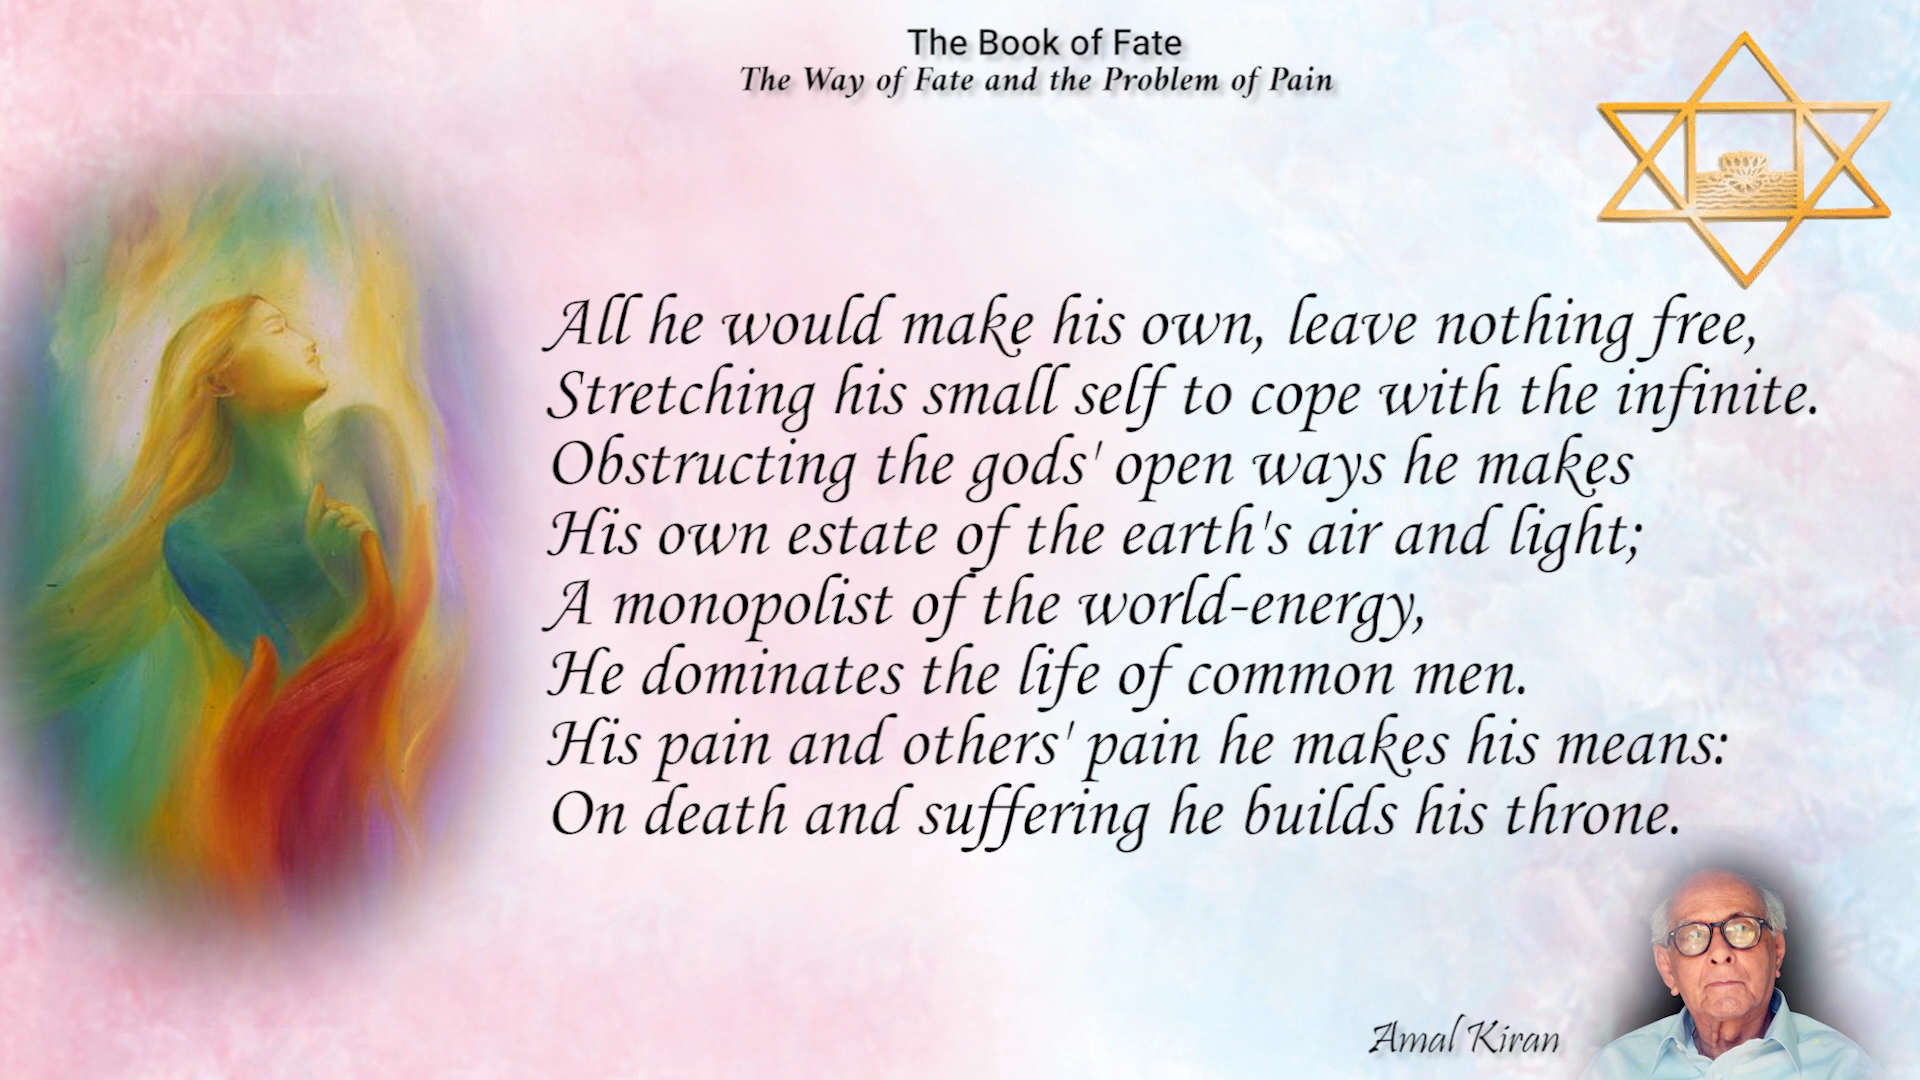 The Book of Fate
The Way of Fate and the Problem of Pain
All he would make his own, leave nothing free,
Stretching his small self to cope with the infinite.
Obstructing the gods' open ways he makes
His own estate of the earth's air and light;
A monopolist of the world-energy,
He dominates the life of common men.
His pain and others' pain he makes his means:
On death and suffering he builds his throne.
Amal Kiran